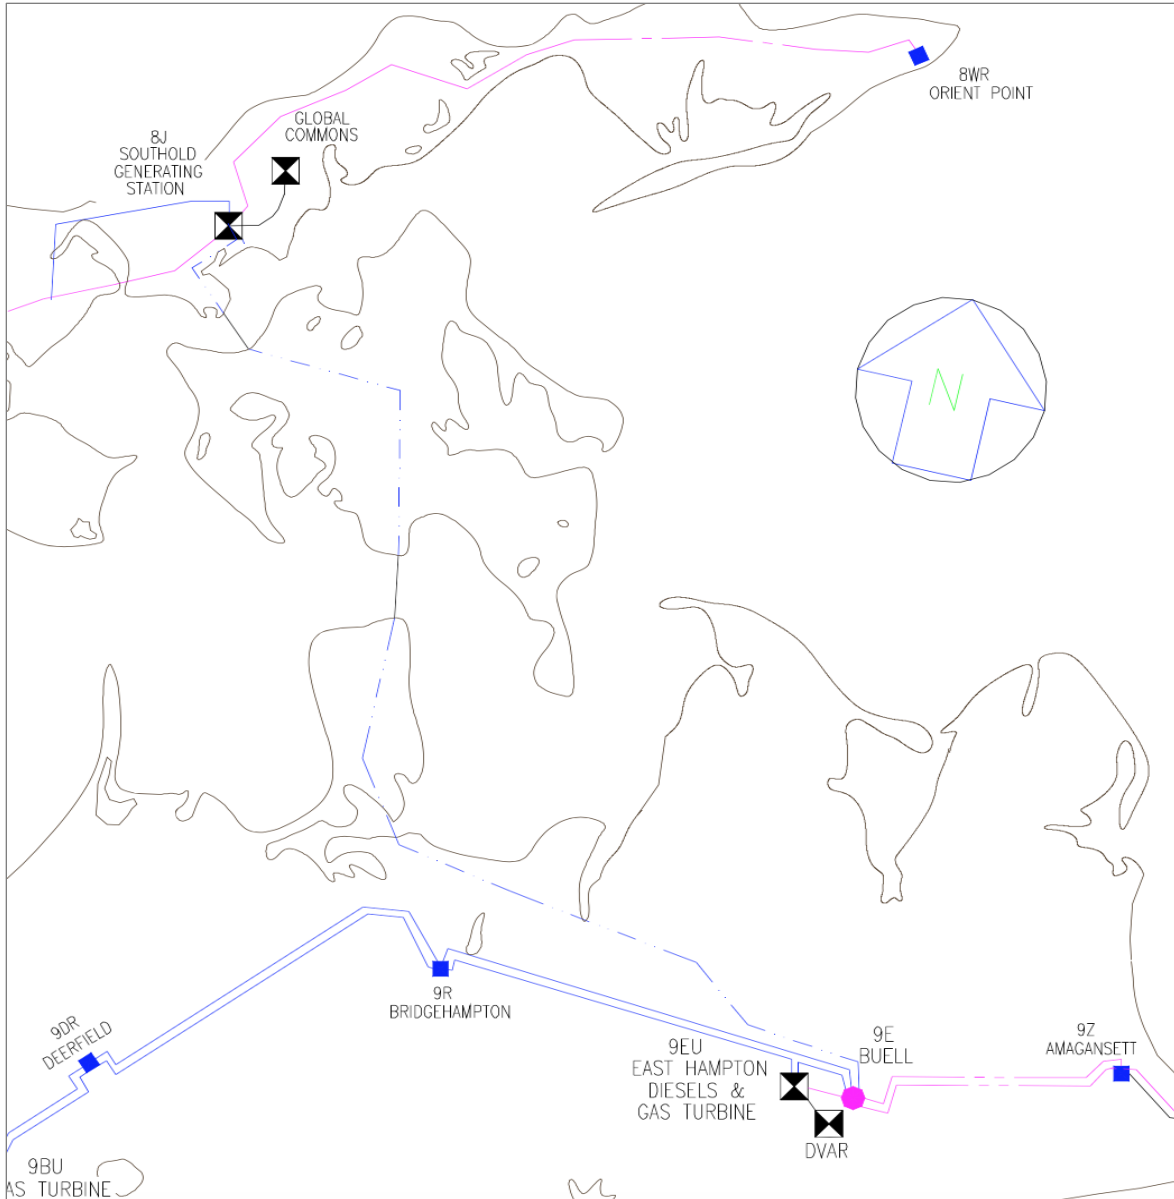 8WR
ORIENT POINT
GLOBAL
COMMONS
8J
SOUTHOLD
GENERATING
STATION
N
9R
BRIDGEHAMPTON
9DR
DEERFIELD
9EU
EAST HAMPTON
DIESELS &
GAS TURBINE
9E
BUELL
9Z
AMAGANSETT
DVAR
9BU
AS TURBINE